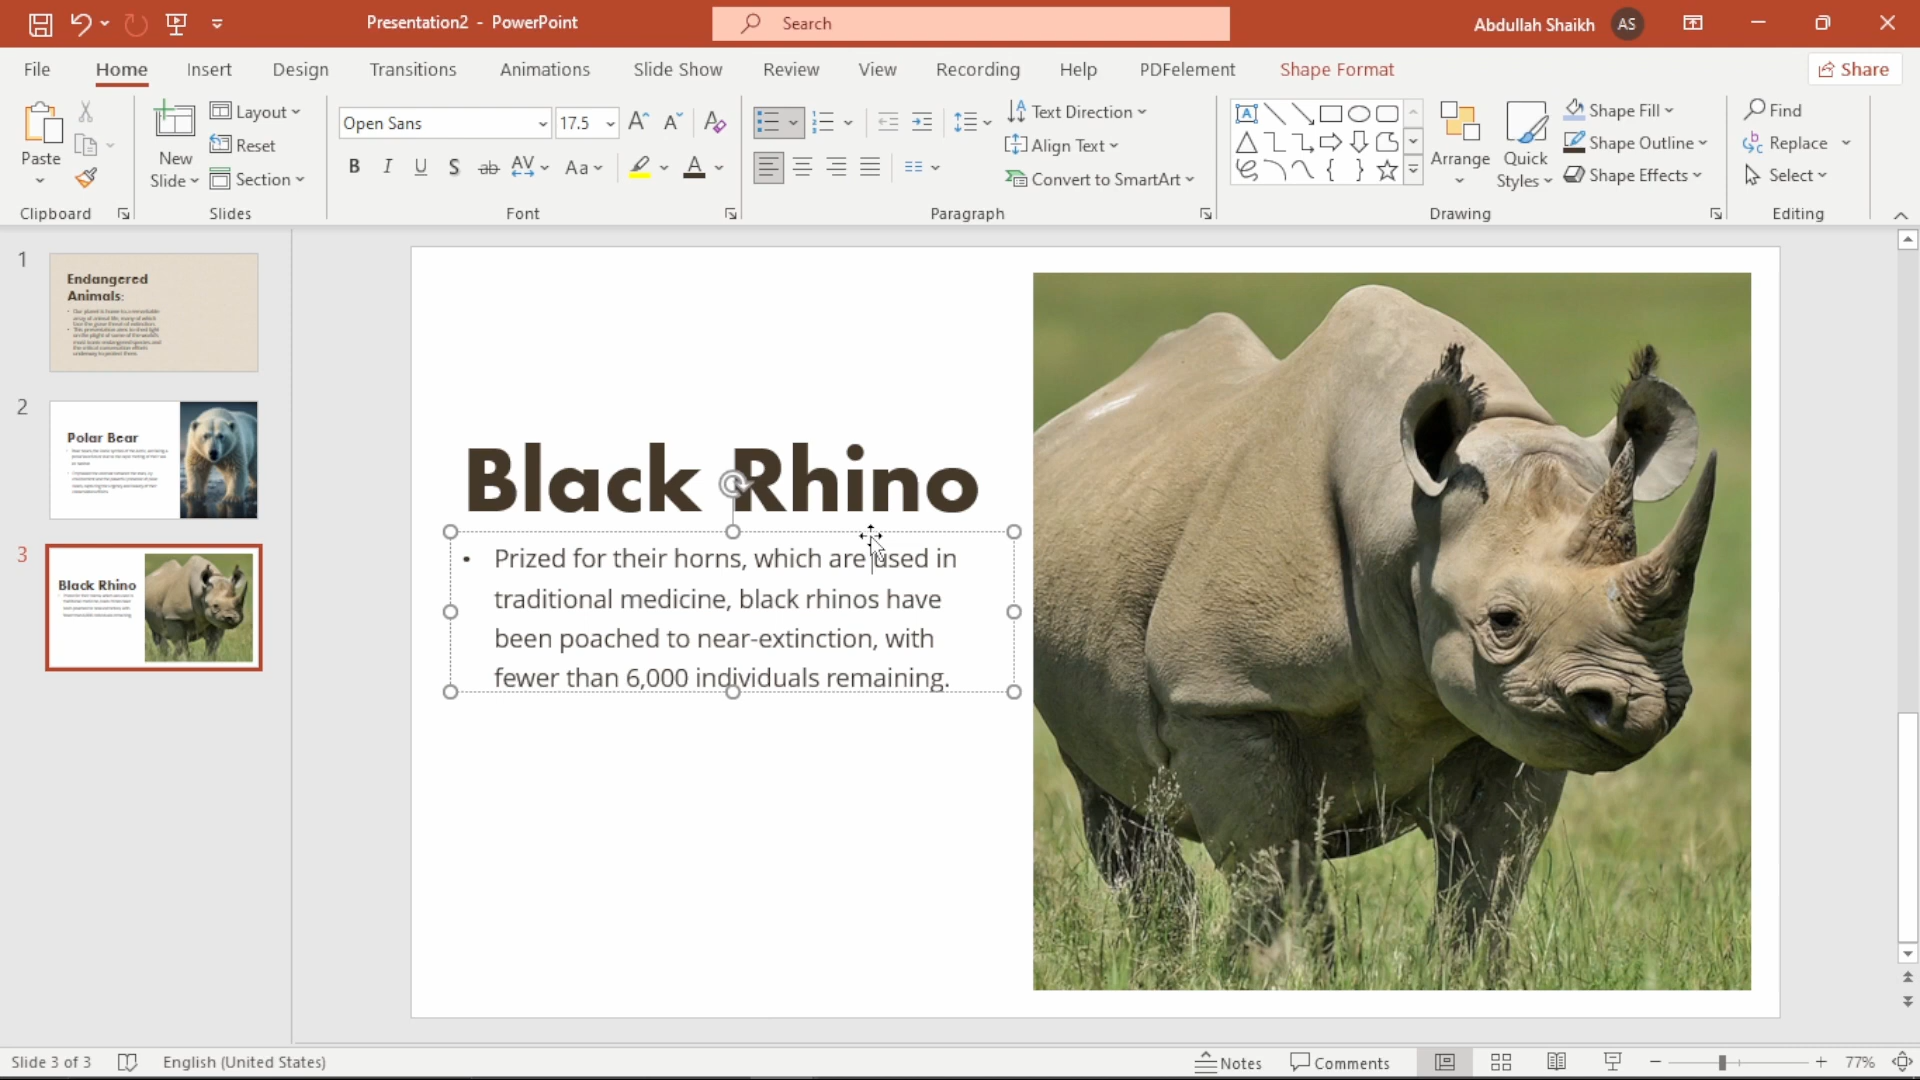 Presentation2 - PowerPoint
Search
Abdullah Shaikh
AS
File
Home
Insert
Design
Transitions
Animations
Slide Show
Review
View
Recording
Help
PDFelement
Shape Format
Share
Paste
New
Slide
Layout
Reset
Section
Open Sans
17.5
Text Direction
Align Text
Convert to SmartArt
Arrange
Quick
Styles
Shape Fill
Shape Outline
Shape Effects
Find
Replace
Select
Clipboard
Slides
Font
Paragraph
Drawing
Editing
1
Endangered
Animals:
2
Polar Bear
3
Black Rhino
Black Rhino
• Prized for their horns, which are used in
traditional medicine, black rhinos have
been poached to near-extinction, with
fewer than 6,000 individuals remaining.
Slide 3 of 3
English (United States)
Notes
Comments
77%